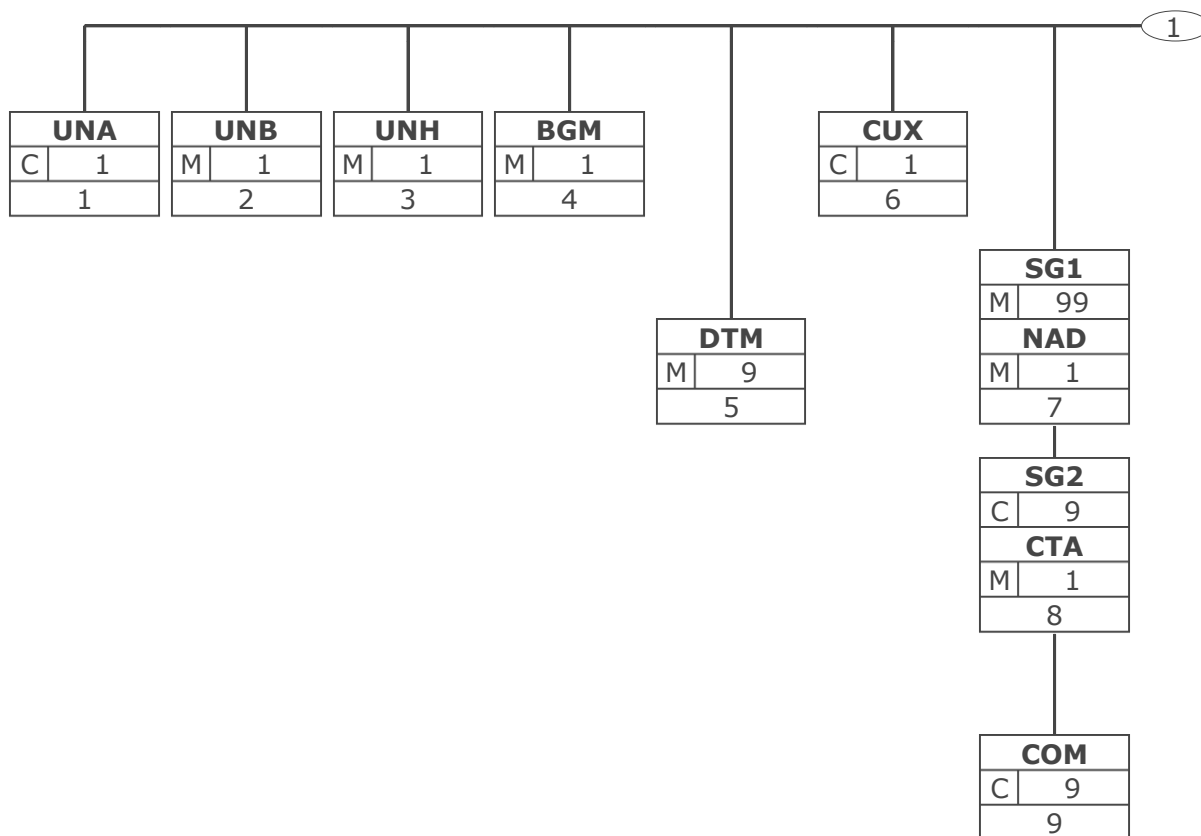 1
UNA
C 1
1
UNB
M 1
2
UNH
M 1
3
BGM
M 1
4
DTM
M 9
5
CUX
C 1
6
SG1
M 99
NAD
M 1
7
SG2
C 9
CTA
M 1
8
COM
C 9
9